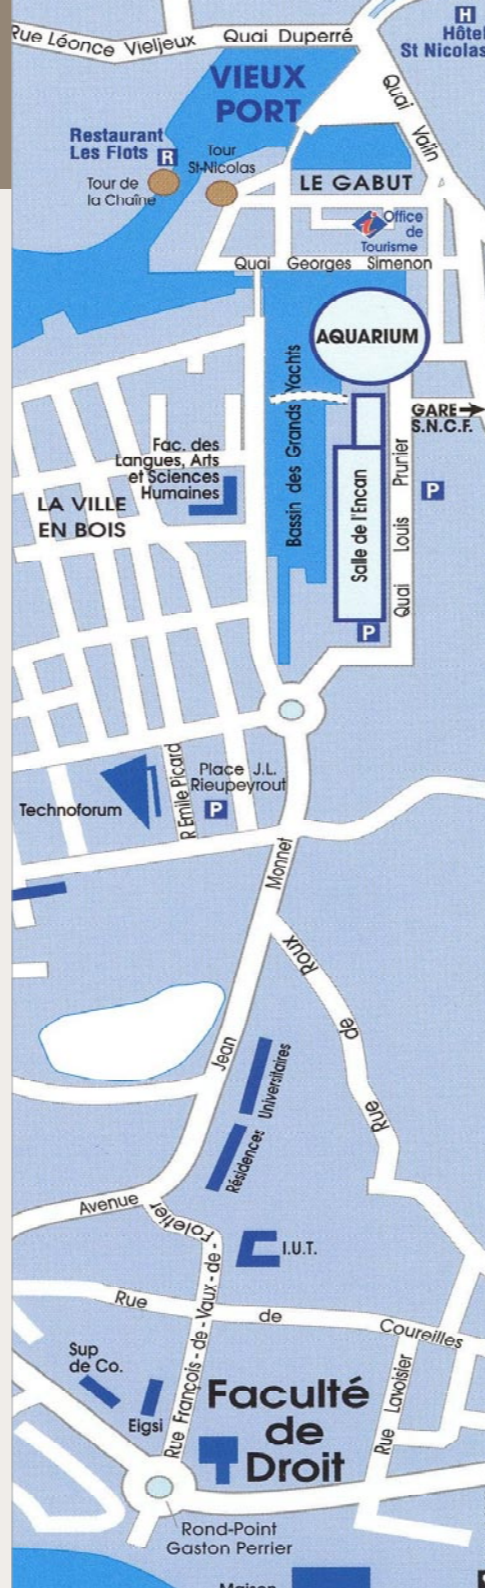 H
Hôtel
St Nicolas
Rue Léonce Vieljeux
Quai Duperré
VIEUX
PORT
Quai Valin
Restaurant
Les Flots R
Tour
St-Nicolas
Tour de
la Chaîne
LE GABUT
i Office
de
Tourisme
Quai Georges Simenon
AQUARIUM
Bassin des Grands Yachts
GARE
S.N.C.F.
Fac. des
Langues, Arts
et Sciences
Humaines
LA VILLE
EN BOIS
Salle de l'Encan
Quai Louis Prunier
P
P
Technoforum
R Emile Picard
Place J.L.
Rieupeyrout
P
Avenue Jean Monnet
Rue de Roux
Résidences Universitaires
I.U.T.
Rue François-de-Vaux-de-Foletier
Rue de Coureilles
Sup
de Co.
Eigsi
Faculté
de
Droit
Rue Lavoisier
Rond-Point
Gaston Perrier
Maison